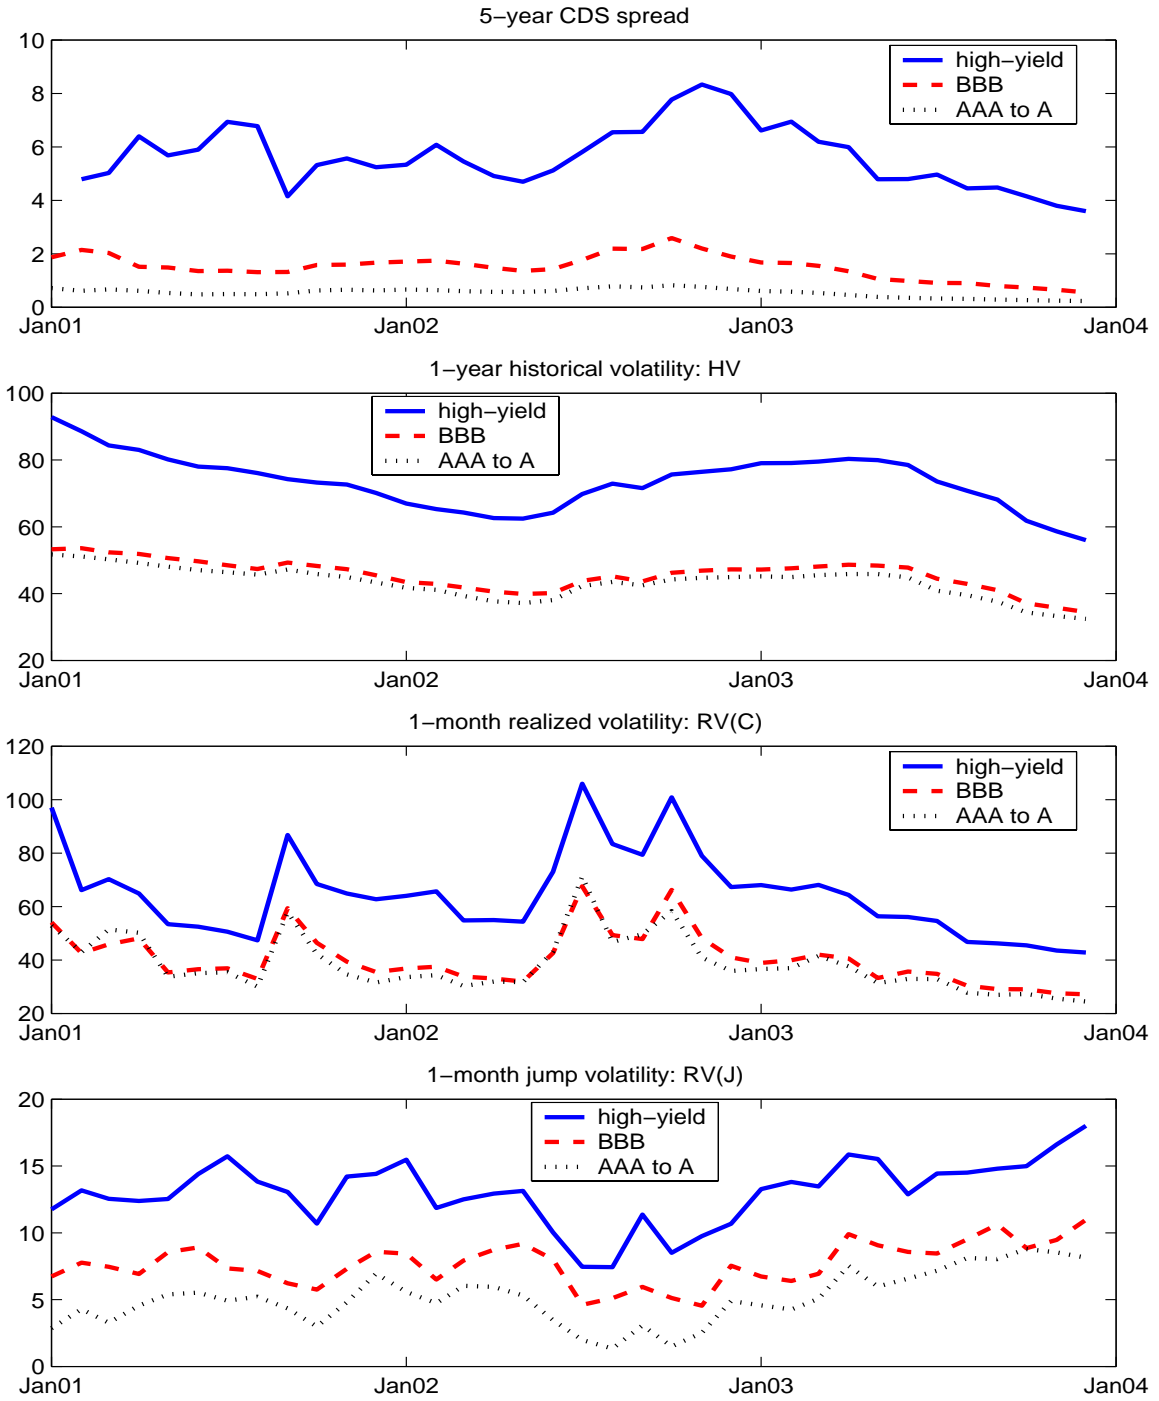 5−year CDS spread
10
8
6
4
2
0
high−yield
BBB
AAA to A
Jan01 Jan02 Jan03 Jan04
1−year historical volatility: HV
100
80
60
40
20
high−yield
BBB
AAA to A
Jan01 Jan02 Jan03 Jan04
1−month realized volatility: RV(C)
120
100
80
60
40
20
high−yield
BBB
AAA to A
Jan01 Jan02 Jan03 Jan04
1−month jump volatility: RV(J)
20
15
10
5
0
high−yield
BBB
AAA to A
Jan01 Jan02 Jan03 Jan04